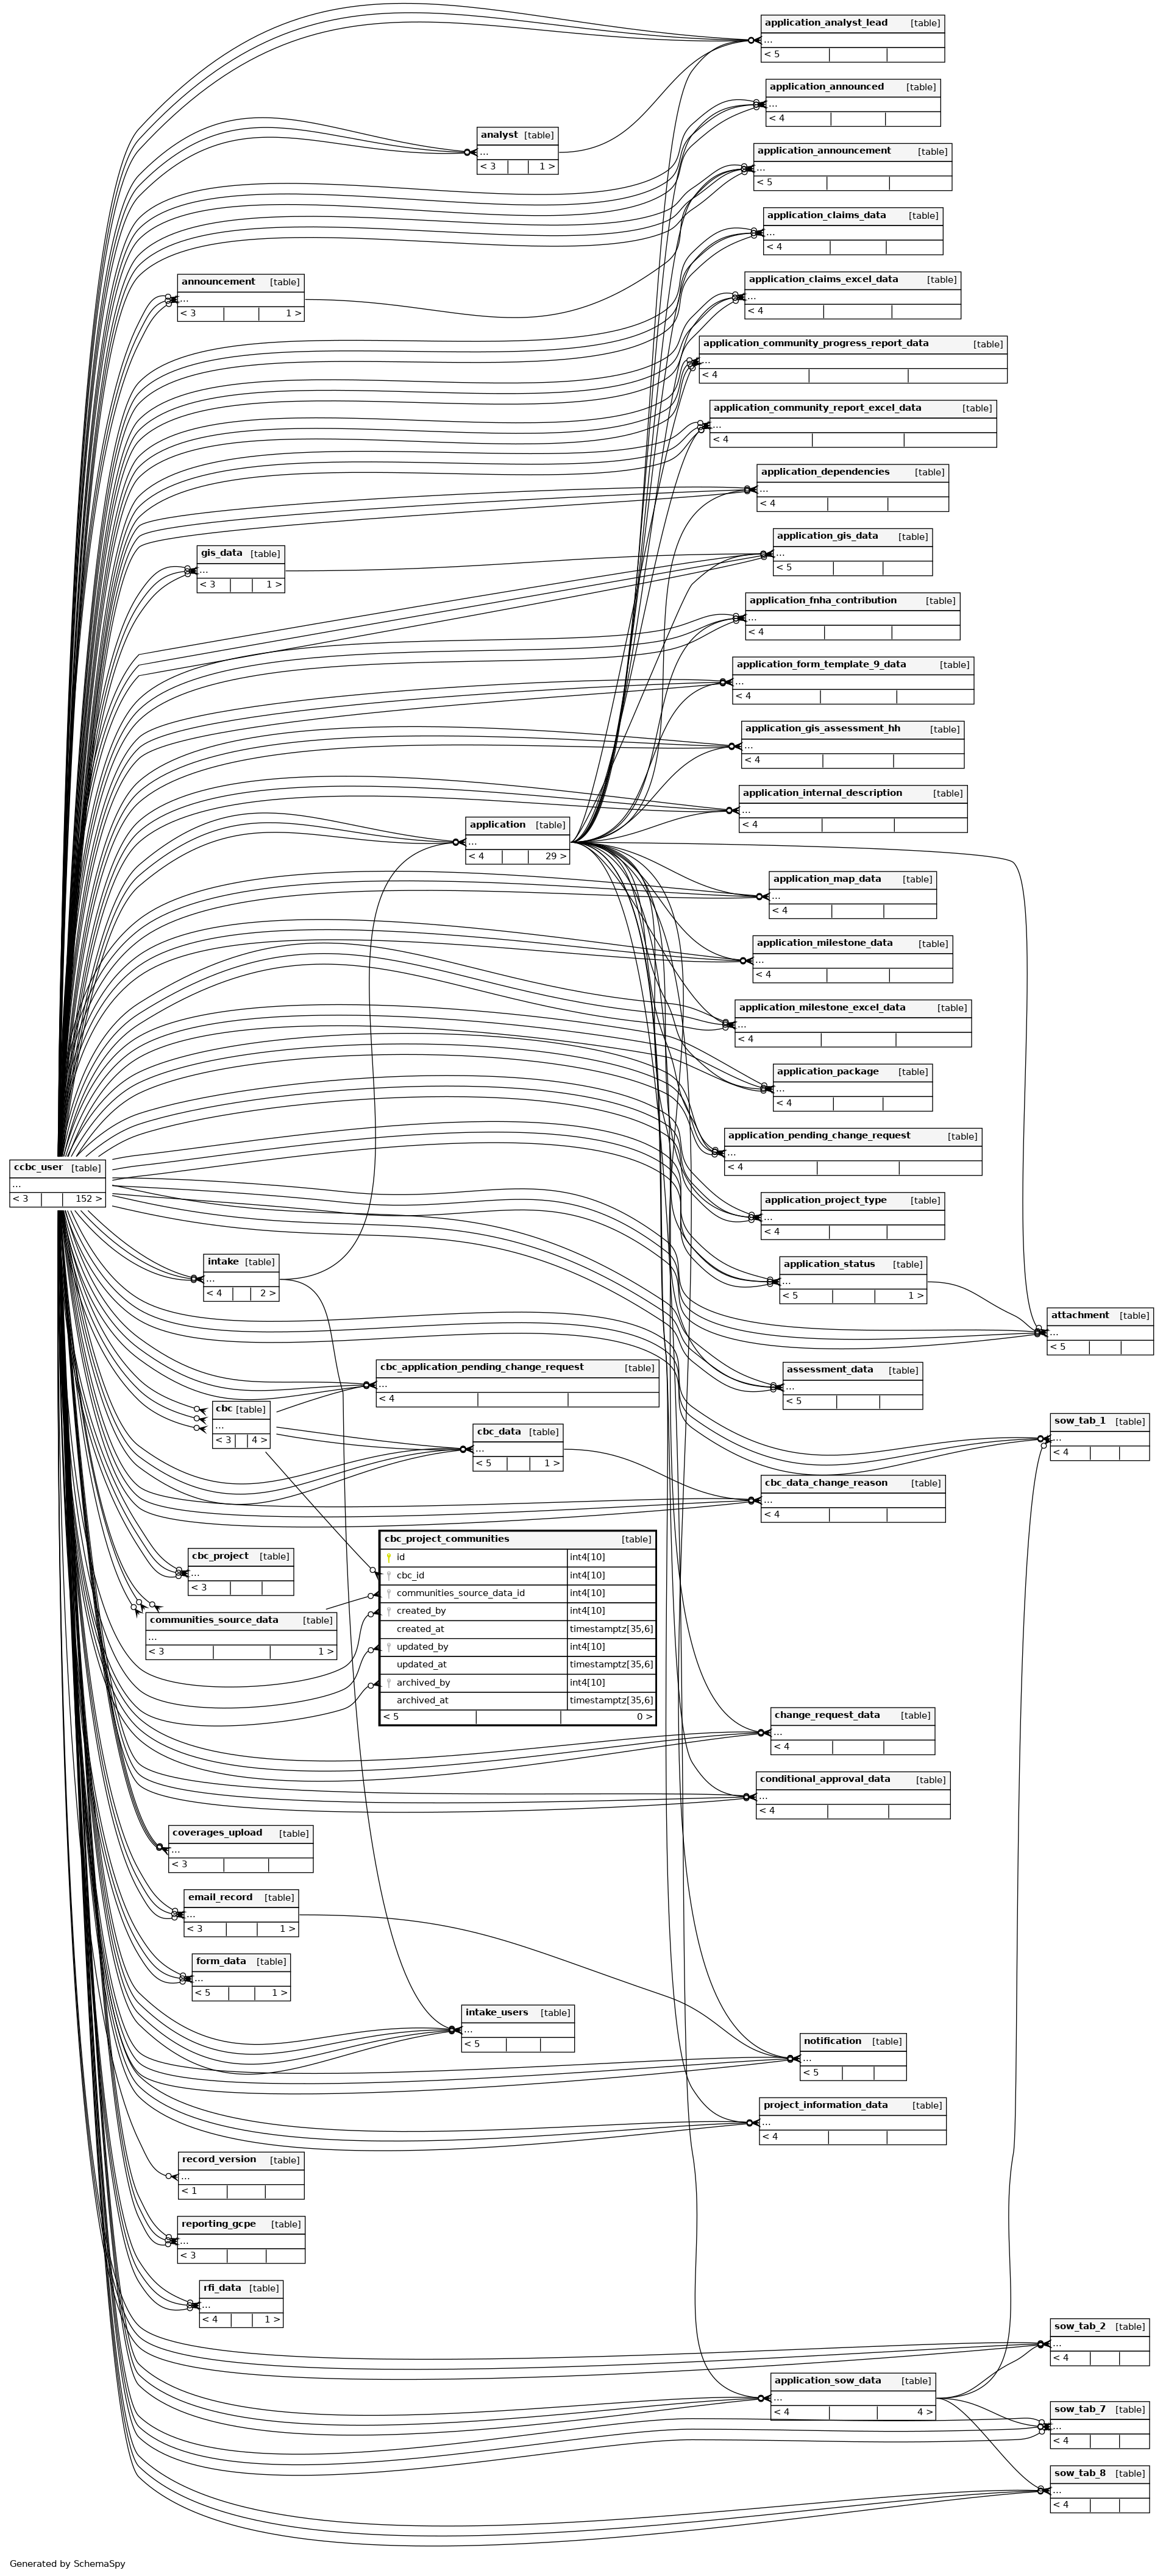 application_analyst_lead [table]
...
< 5
application_announced [table]
...
< 4
analyst [table]
...
< 3 1 >
application_announcement [table]
...
< 5
application_claims_data [table]
...
< 4
announcement [table]
...
< 3 1 >
application_claims_excel_data [table]
...
< 4
application_community_progress_report_data [table]
...
< 4
application_community_report_excel_data [table]
...
< 4
application_dependencies [table]
...
< 4
application_gis_data [table]
...
< 5
gis_data [table]
...
< 3 1 >
application_fnha_contribution [table]
...
< 4
application_form_template_9_data [table]
...
< 4
application_gis_assessment_hh [table]
...
< 4
application_internal_description [table]
...
< 4
application [table]
...
< 4 29 >
application_map_data [table]
...
< 4
application_milestone_data [table]
...
< 4
application_milestone_excel_data [table]
...
< 4
application_package [table]
...
< 4
application_pending_change_request [table]
...
< 4
ccbc_user [table]
...
< 3 152 >
application_project_type [table]
...
< 4
intake [table]
...
< 4 2 >
application_status [table]
...
< 5 1 >
attachment [table]
...
< 5
cbc_application_pending_change_request [table]
...
< 4
assessment_data [table]
...
< 5
cbc [table]
...
< 3 4 >
sow_tab_1 [table]
...
< 4
cbc_data [table]
...
< 5 1 >
cbc_data_change_reason [table]
...
< 4
cbc_project_communities [table]
id int4[10]
cbc_id int4[10]
communities_source_data_id int4[10]
created_by int4[10]
created_at timestamptz[35,6]
updated_by int4[10]
updated_at timestamptz[35,6]
archived_by int4[10]
archived_at timestamptz[35,6]
< 5 0 >
cbc_project [table]
...
< 3
communities_source_data [table]
...
< 3 1 >
change_request_data [table]
...
< 4
conditional_approval_data [table]
...
< 4
coverages_upload [table]
...
< 3
email_record [table]
...
< 3 1 >
form_data [table]
...
< 5 1 >
intake_users [table]
...
< 5
notification [table]
...
< 5
project_information_data [table]
...
< 4
record_version [table]
...
< 1
reporting_gcpe [table]
...
< 3
rfi_data [table]
...
< 4 1 >
sow_tab_2 [table]
...
< 4
application_sow_data [table]
...
< 4 4 >
sow_tab_7 [table]
...
< 4
sow_tab_8 [table]
...
< 4
Generated by SchemaSpy